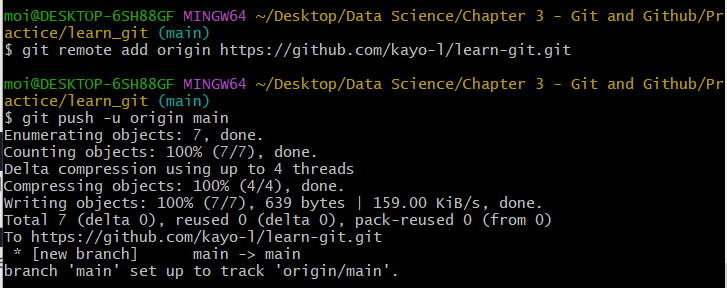 moi@DESKTOP-6SH88GF MINGW64 ~/Desktop/Data Science/Chapter 3 - Git and Github/Pr
actice/learn_git (main)
$ git remote add origin https://github.com/kayo-l/learn-git.git
moi@DESKTOP-6SH88GF MINGW64 ~/Desktop/Data Science/Chapter 3 - Git and Github/Pr
actice/learn_git (main)
$ git push -u origin main
Enumerating objects: 7, done.
Counting objects: 100% (7/7), done.
Delta compression using up to 4 threads
Compressing objects: 100% (4/4), done.
Writing objects: 100% (7/7), 639 bytes | 159.00 KiB/s, done.
Total 7 (delta 0), reused 0 (delta 0), pack-reused 0 (from 0)
To https://github.com/kayo-l/learn-git.git
 * [new branch]      main -> main
branch 'main' set up to track 'origin/main'.